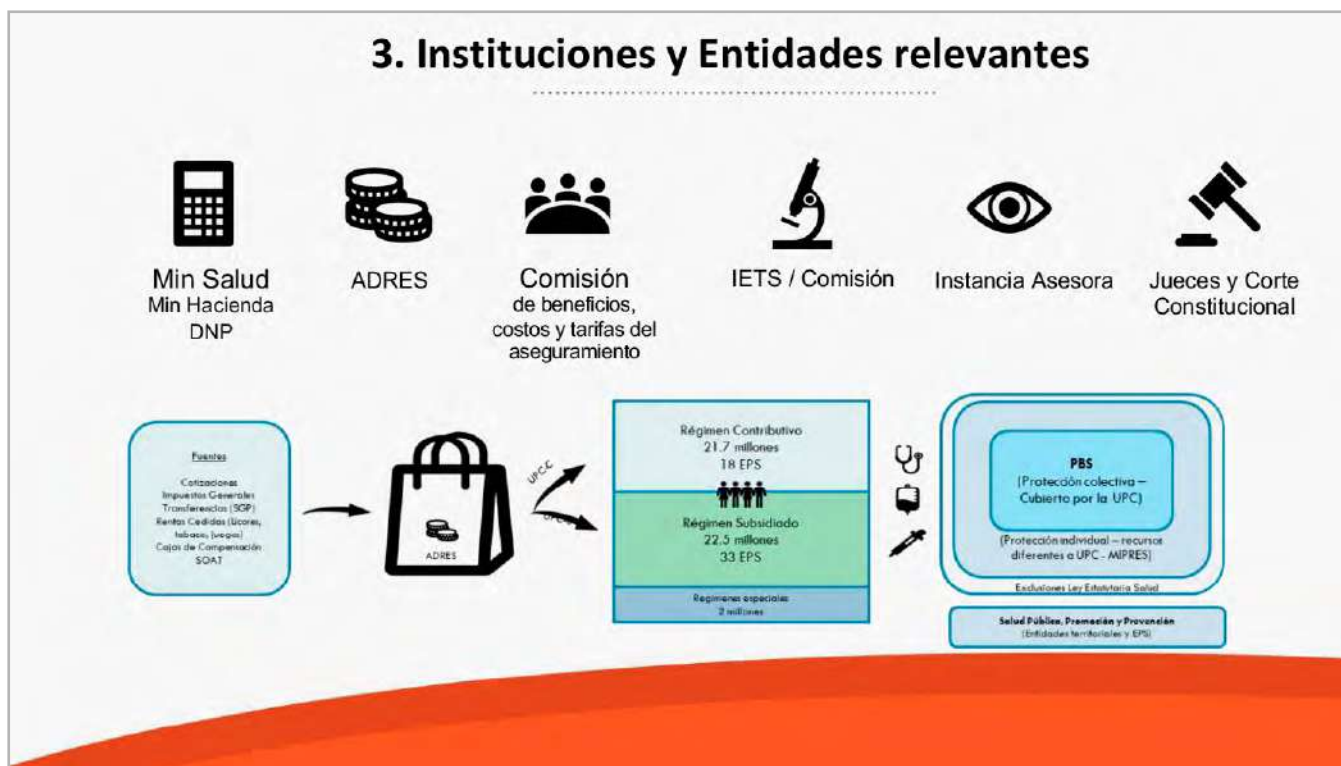 3. Instituciones y Entidades relevantes
Min Salud
Min Hacienda
DNP
ADRES
Comisión
de beneficios,
costos y tarifas del
aseguramiento
IETS / Comisión
Instancia Asesora
Jueces y Corte
Constitucional
Fuentes
Cotizaciones
Impuestos Generales
Transferencias (SGP)
Rentas Cedidas (Licores,
tabaco, juegos)
Cajas de Compensación
SOAT
ADRES
UPC-C
Régimen Contributivo
21.7 millones
18 EPS
Régimen Subsidiado
22.5 millones
33 EPS
Regímenes especiales
2 millones
PBS
(Protección colectiva –
Cubierto por la UPC)
(Protección individual – recursos
diferentes a UPC - MIPRES)
Exclusiones Ley Estatutaria Salud
Salud Pública, Promoción y Prevención
(Entidades territoriales y EPS)